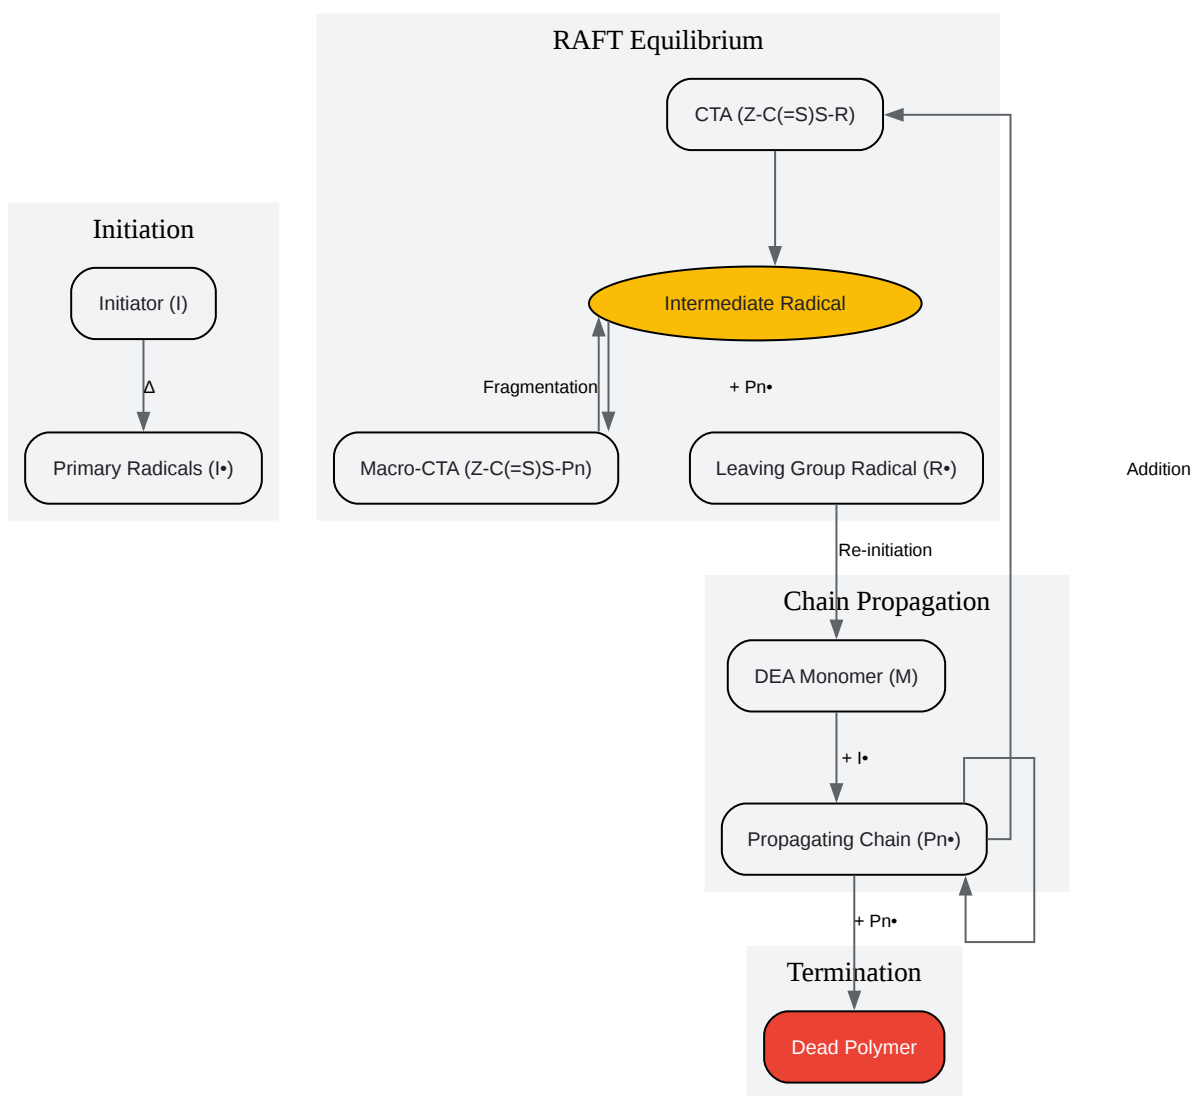 RAFT Equilibrium
CTA (Z-C(=S)S-R)
Initiation
Initiator (I)
Intermediate Radical
Δ
Fragmentation
+ Pn•
Primary Radicals (I•)
Macro-CTA (Z-C(=S)S-Pn)
Leaving Group Radical (R•)
Addition
Re-initiation
Chain Propagation
DEA Monomer (M)
+ I•
Propagating Chain (Pn•)
+ Pn•
Termination
Dead Polymer